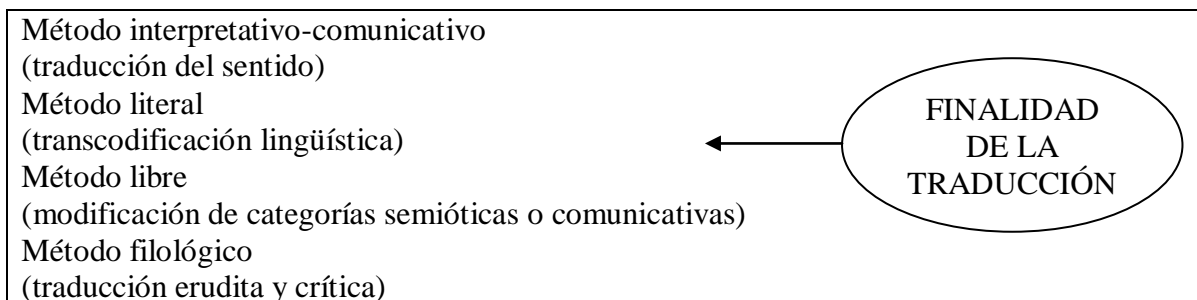 Método interpretativo-comunicativo
(traducción del sentido)
Método literal
(transcodificación lingüística)
Método libre
(modificación de categorías semióticas o comunicativas)
Método filológico
(traducción erudita y crítica)
FINALIDAD
DE LA
TRADUCCIÓN